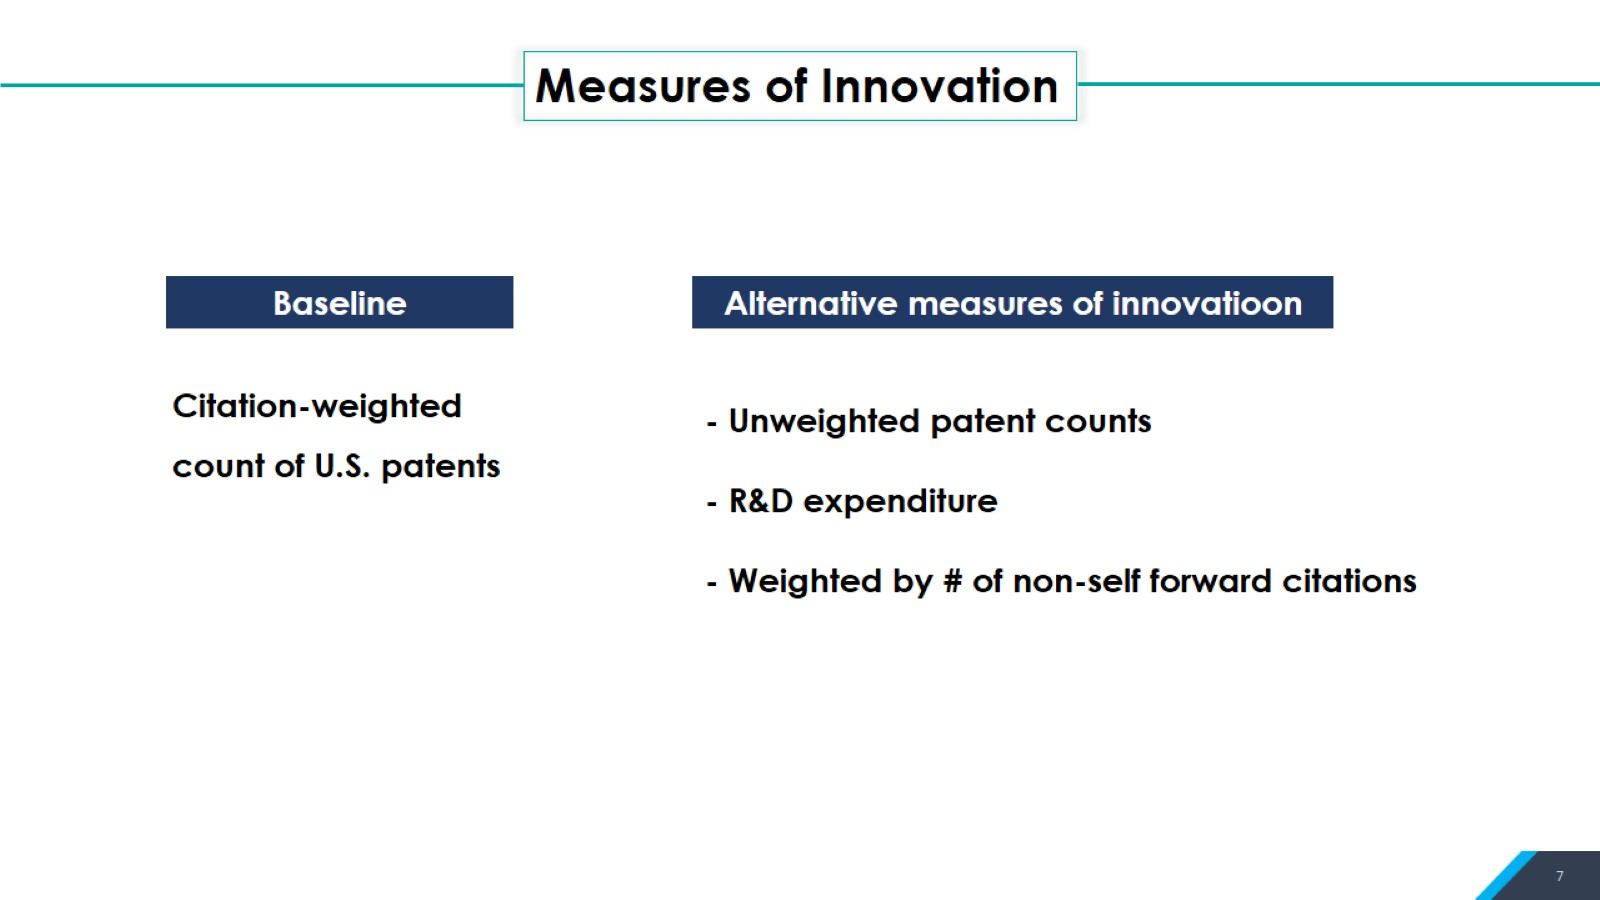 Measures of Innovation
Baseline
Citation-weighted
count of U.S. patents
Alternative measures of innovatioon
- Unweighted patent counts
- R&D expenditure
- Weighted by # of non-self forward citations
7